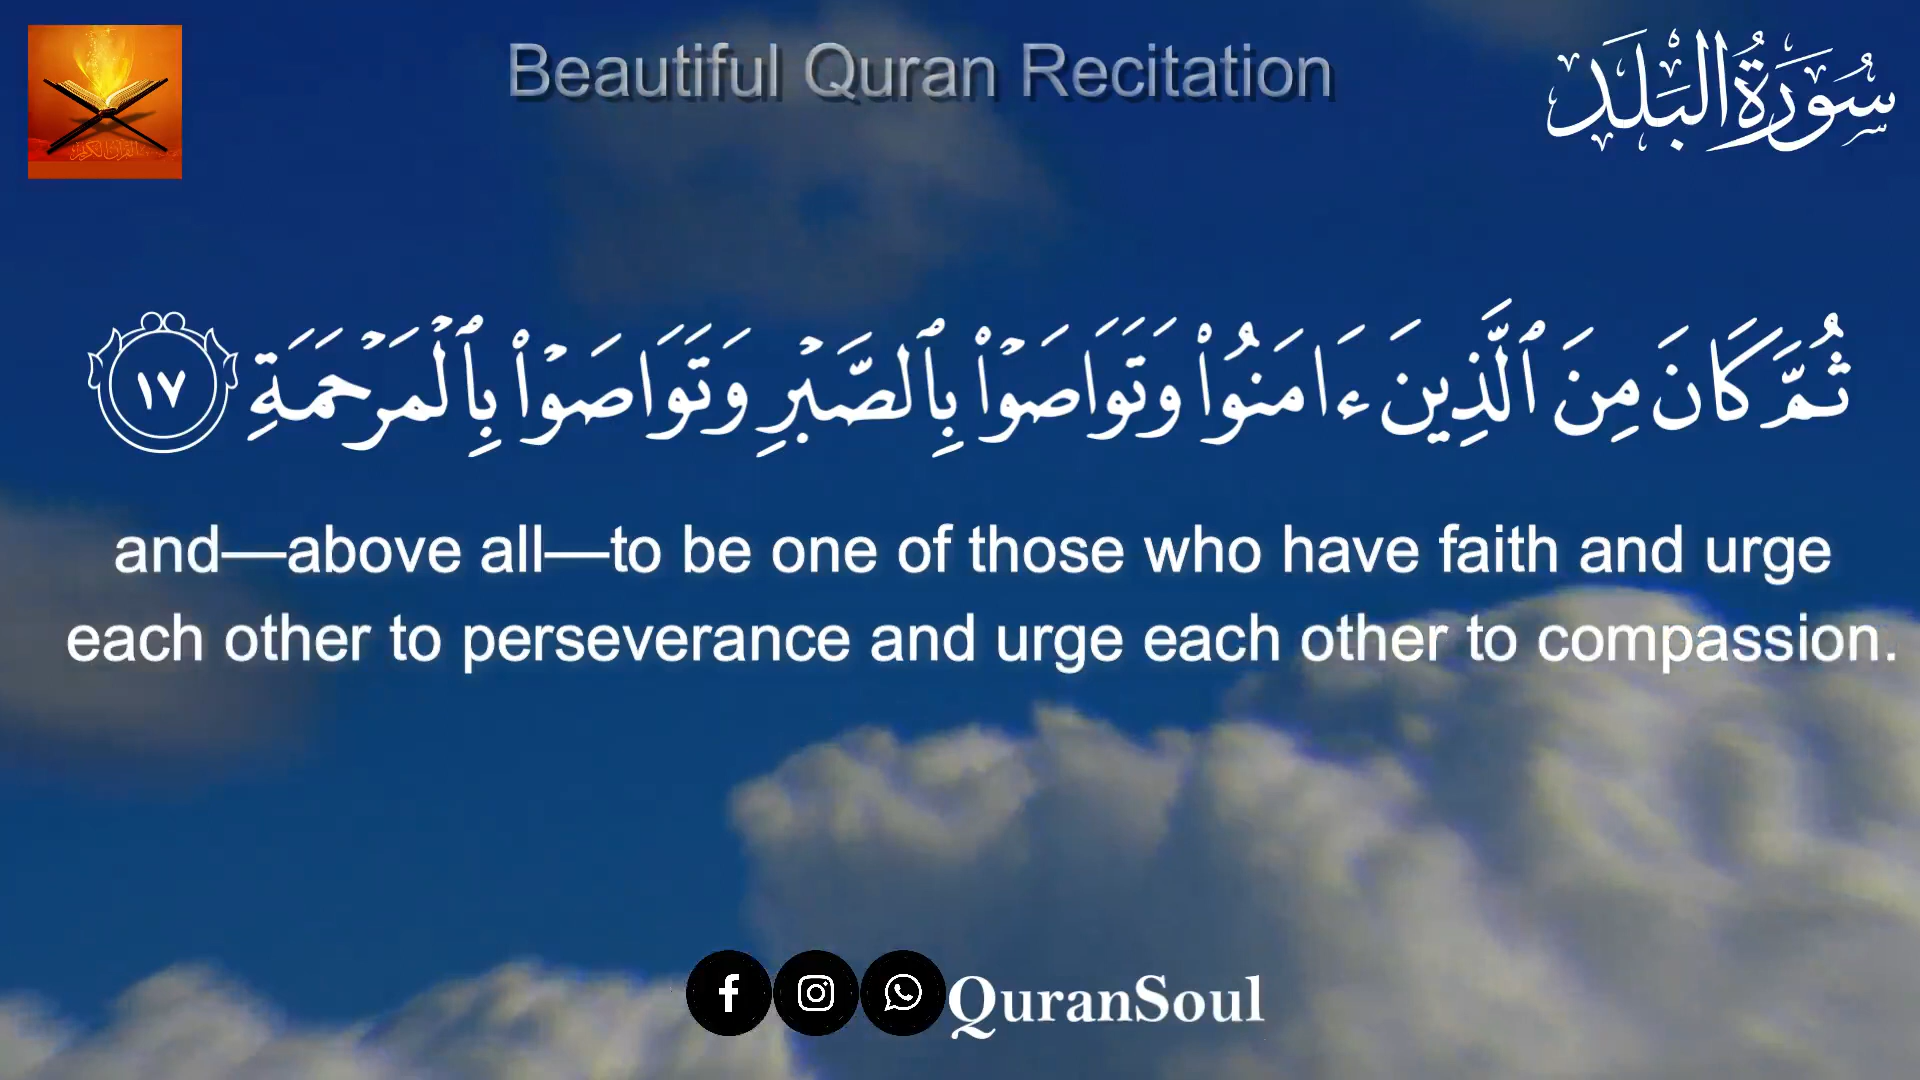 Beautiful Quran Recitation
سُورَةُ البَلَد
ثُمَّ كَانَ مِنَ ٱلَّذِينَ ءَامَنُوا۟ وَتَوَاصَوْا۟ بِٱلصَّبْرِ وَتَوَاصَوْا۟ بِٱلْمَرْحَمَةِ ١٧
and—above all—to be one of those who have faith and urge
each other to perseverance and urge each other to compassion.
QuranSoul